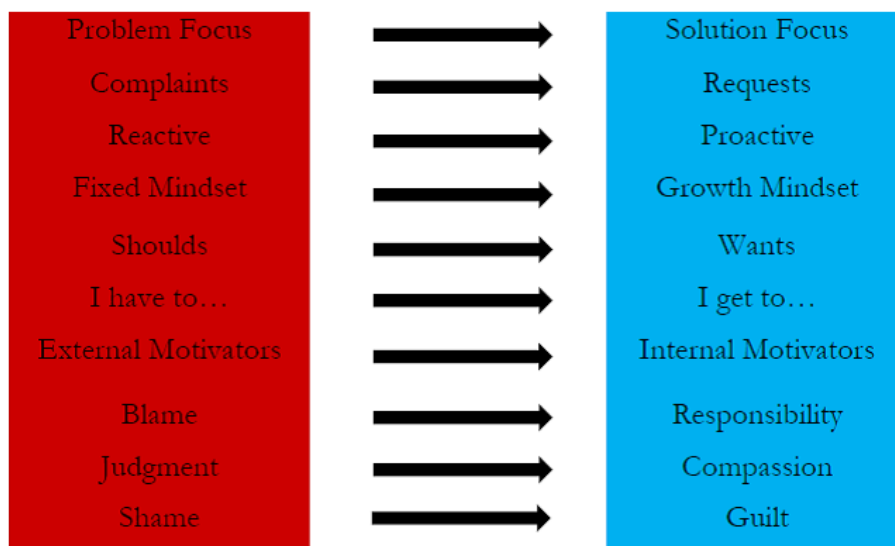 Problem Focus Solution Focus
Complaints Requests
Reactive Proactive
Fixed Mindset Growth Mindset
Shoulds Wants
I have to… I get to…
External Motivators Internal Motivators
Blame Responsibility
Judgment Compassion
Shame Guilt